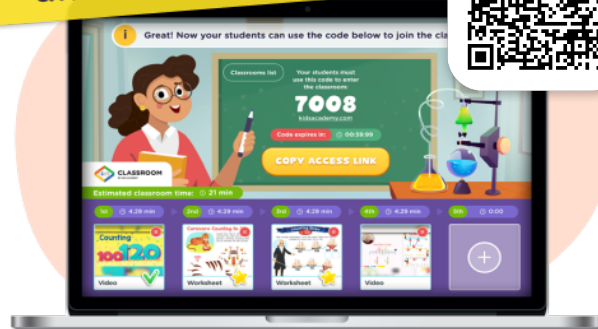 Great! Now your students can use the code below to join the cla
Classrooms list
Your students must
use this code to enter
the classroom:
7008
kidsacademy.com
Code expires in: 00:59:99
COPY ACCESS LINK
CLASSROOM
Estimated classroom time: 21 min
1st 4.29 min
2nd 4.29 min
3rd 4.29 min
4th 4.29 min
5th 0:00
Counting
100 120
Video
Worksheet
Worksheet
Video